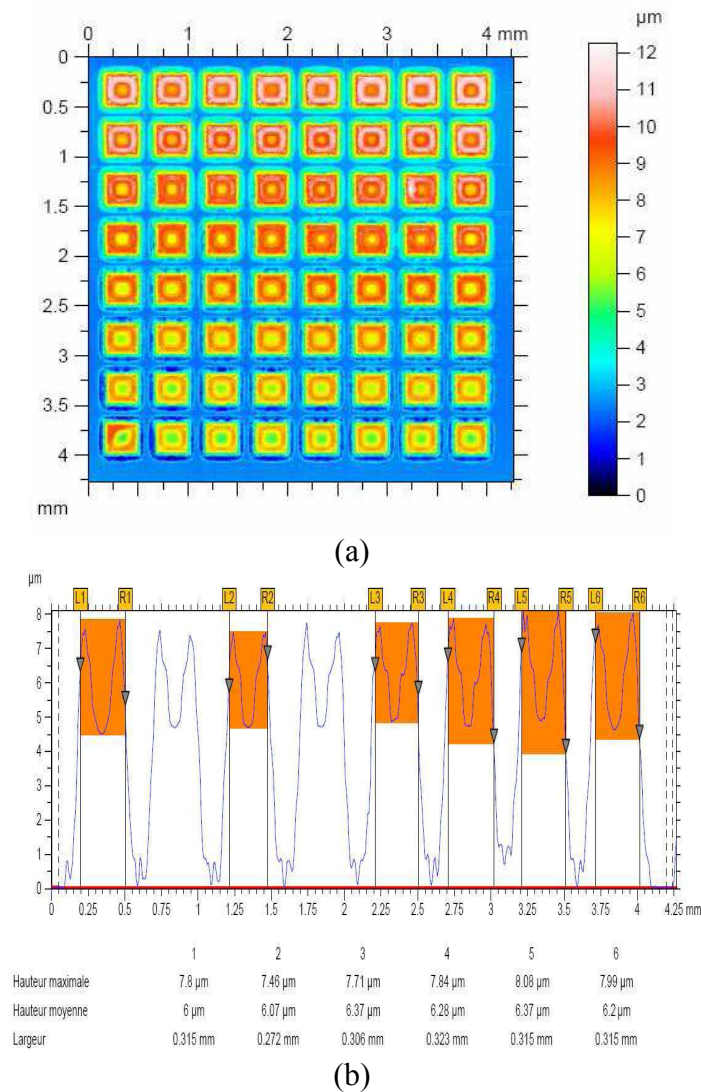 0 1 2 3 4 mm
µm
0
0.5
1
1.5
2
2.5
3
3.5
4
mm
12
11
10
9
8
7
6
5
4
3
2
1
0
(a)
µm
L1 R1 L2 R2 L3 R3 L4 R4 L5 R5 L6 R6
8
7
6
5
4
3
2
1
0
0 0.25 0.5 0.75 1 1.25 1.5 1.75 2 2.25 2.5 2.75 3 3.25 3.5 3.75 4 4.25 mm
1 2 3 4 5 6
Hauteur maximale 7.8 µm 7.46 µm 7.71 µm 7.84 µm 8.08 µm 7.99 µm
Hauteur moyenne 6 µm 6.07 µm 6.37 µm 6.28 µm 6.37 µm 6.2 µm
Largeur 0.315 mm 0.272 mm 0.306 mm 0.323 mm 0.315 mm 0.315 mm
(b)